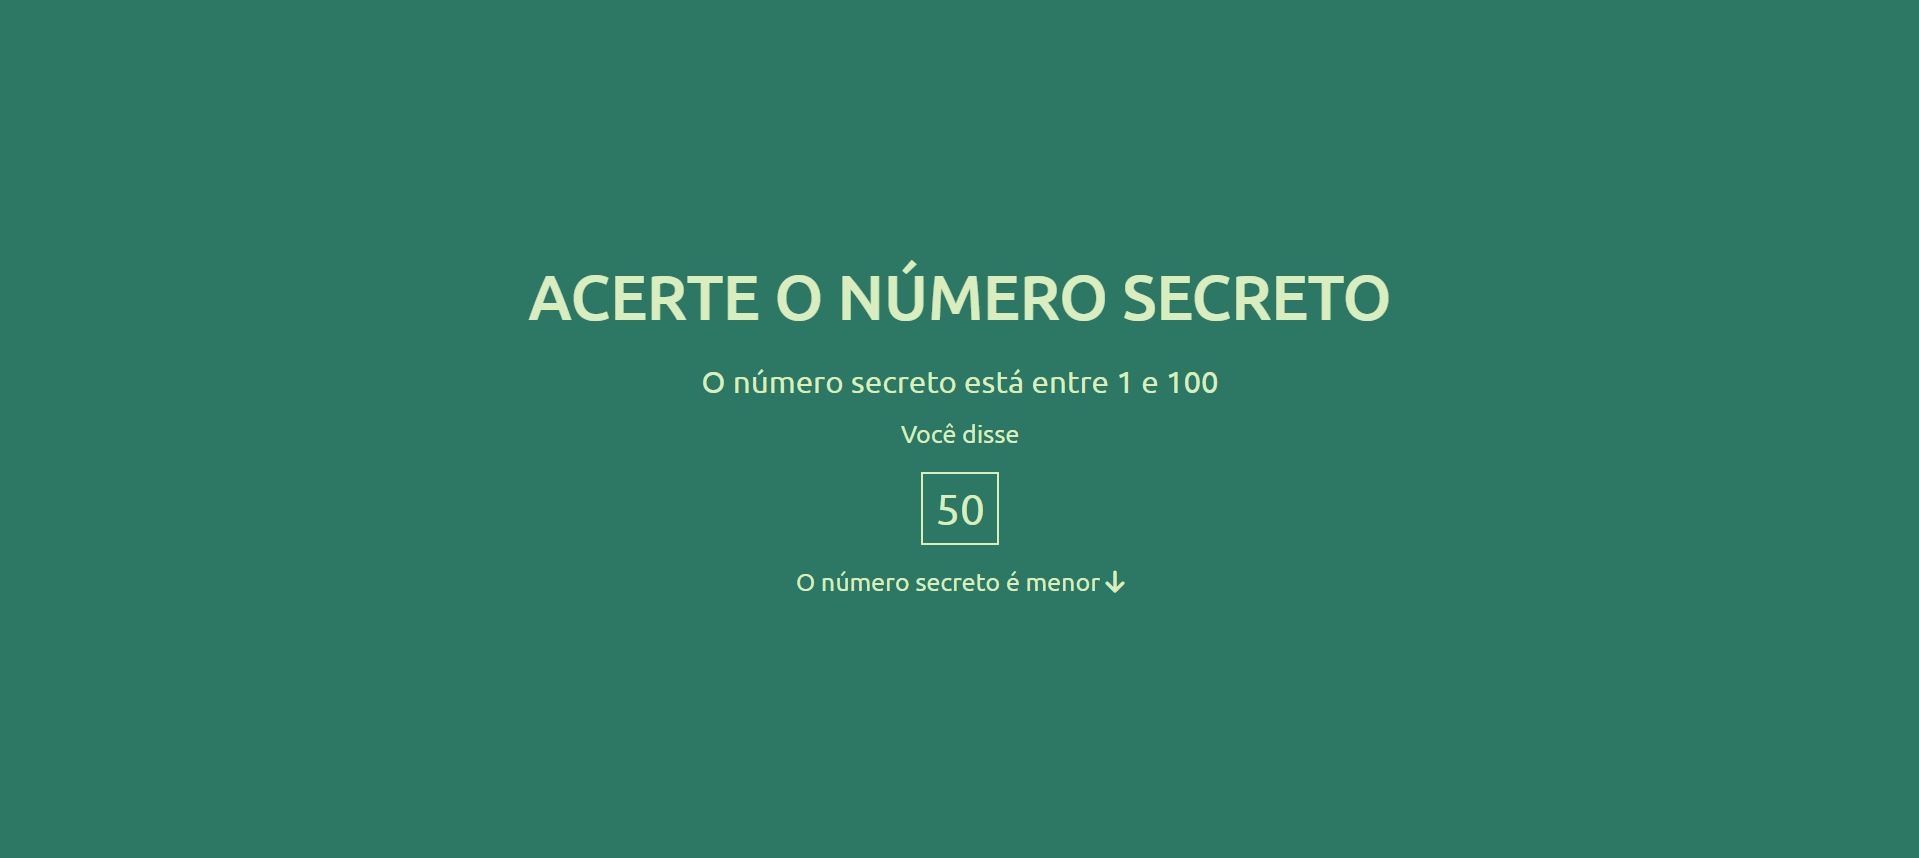 ACERTE O NÚMERO SECRETO
O número secreto está entre 1 e 100
Você disse
50
O número secreto é menor